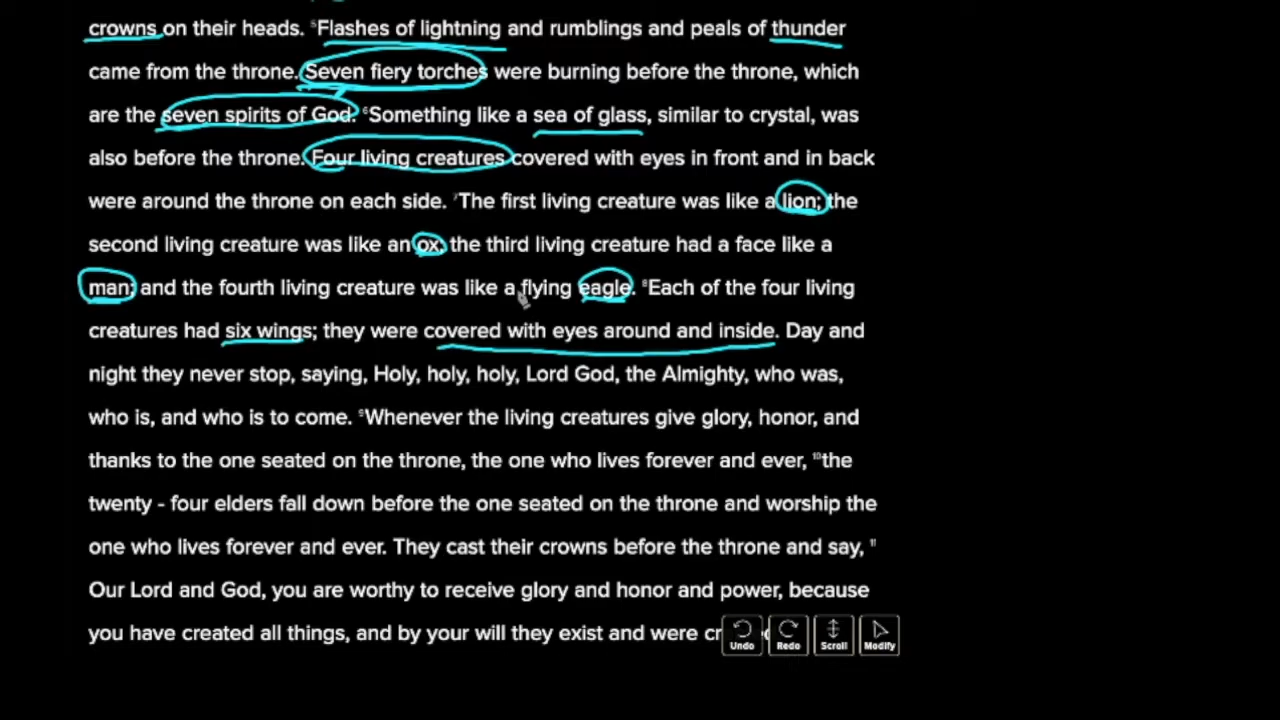 crowns on their heads. ⁵Flashes of lightning and rumblings and peals of thunder
came from the throne. Seven fiery torches were burning before the throne, which
are the seven spirits of God. ⁶Something like a sea of glass, similar to crystal, was
also before the throne. Four living creatures covered with eyes in front and in back
were around the throne on each side. ⁷The first living creature was like a lion; the
second living creature was like an ox; the third living creature had a face like a
man; and the fourth living creature was like a flying eagle. ⁸Each of the four living
creatures had six wings; they were covered with eyes around and inside. Day and
night they never stop, saying, Holy, holy, holy, Lord God, the Almighty, who was,
who is, and who is to come. ⁹Whenever the living creatures give glory, honor, and
thanks to the one seated on the throne, the one who lives forever and ever, ¹⁰the
twenty - four elders fall down before the one seated on the throne and worship the
one who lives forever and ever. They cast their crowns before the throne and say, ¹¹
Our Lord and God, you are worthy to receive glory and honor and power, because
you have created all things, and by your will they exist and were
Undo Redo Scroll Modify